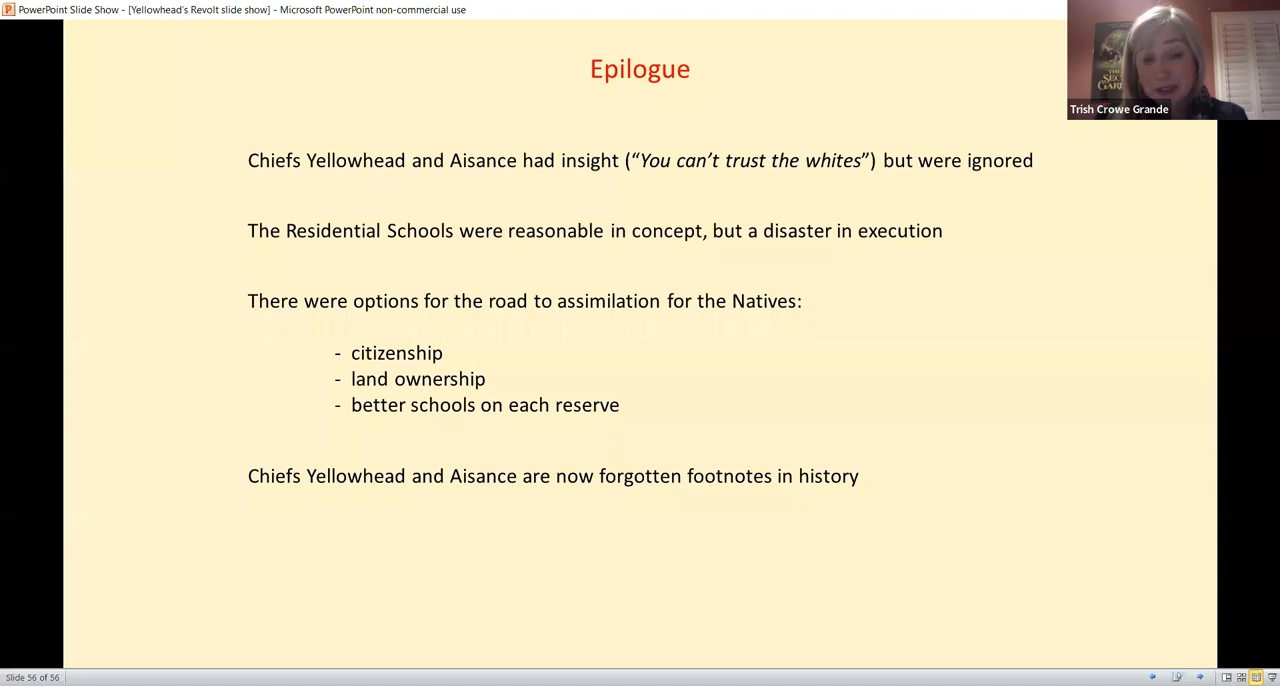 PowerPoint Slide Show - [Yellowhead's Revolt slide show] - Microsoft PowerPoint non-commercial use
Epilogue
THE
SEC
GAR
Trish Crowe Grande
Chiefs Yellowhead and Aisance had insight (“You can’t trust the whites”) but were ignored
The Residential Schools were reasonable in concept, but a disaster in execution
There were options for the road to assimilation for the Natives:
- citizenship
- land ownership
- better schools on each reserve
Chiefs Yellowhead and Aisance are now forgotten footnotes in history
Slide 56 of 56